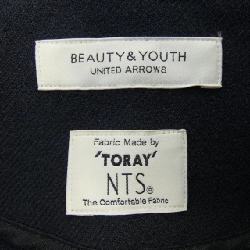 BEAUTY & YOUTH
UNITED ARROWS
Fabric Made by
'TORAY'
NTS®
The Comfortable Fabric